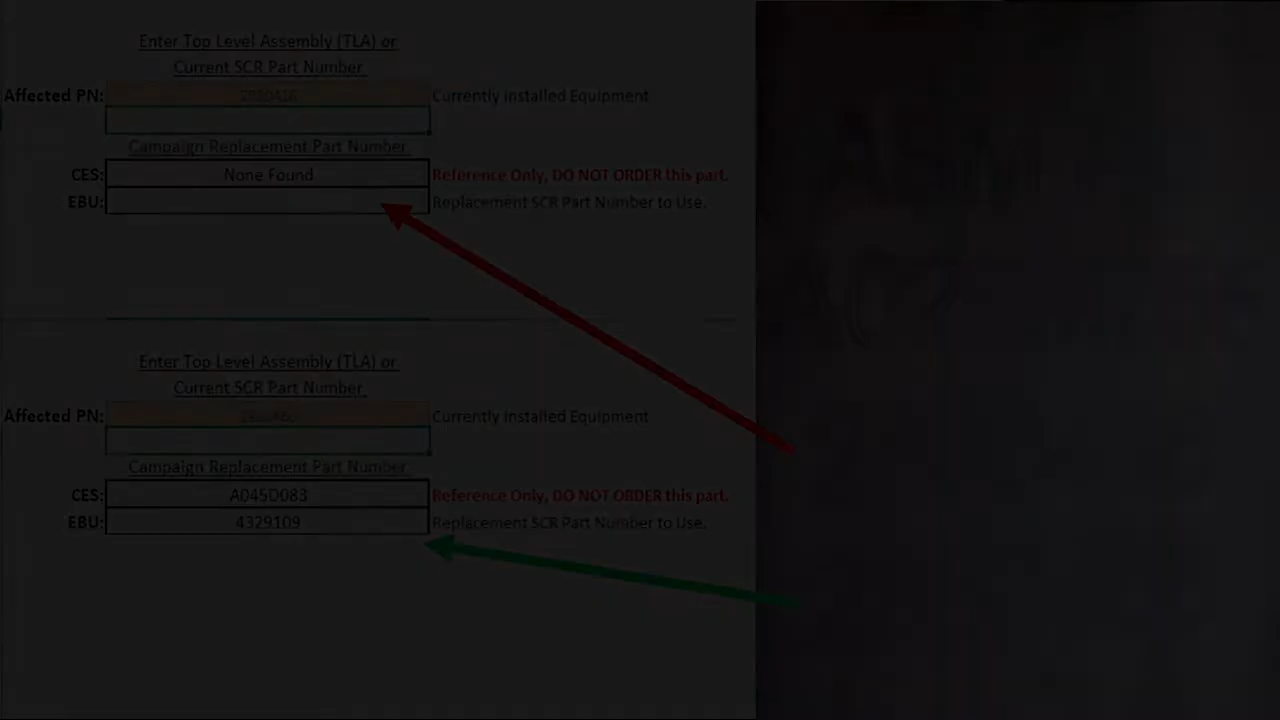 Enter Top Level Assembly (TLA) or
Current SCR Part Number
Affected PN: Currently Installed Equipment
Campaign Replacement Part Number
CES: None Found Reference Only, DO NOT ORDER this part.
EBU: Replacement SCR Part Number to Use.
Enter Top Level Assembly (TLA) or
Current SCR Part Number
Affected PN: Currently Installed Equipment
Campaign Replacement Part Number
CES: A045D083 Reference Only, DO NOT ORDER this part.
EBU: 4329109 Replacement SCR Part Number to Use.